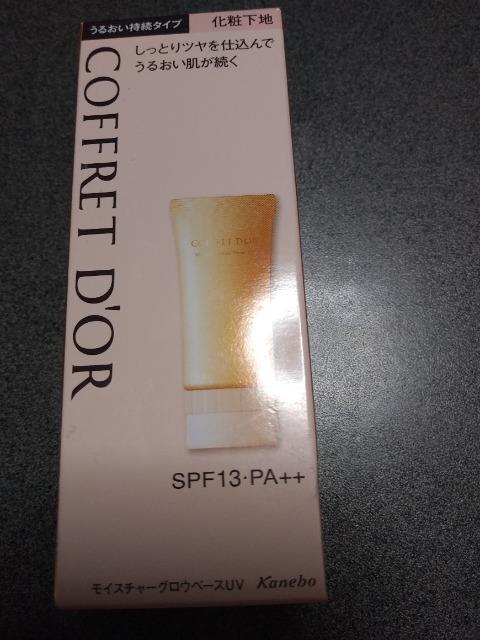 うるおい持続タイプ
化粧下地
しっとりツヤを仕込んで
うるおい肌が続く
COFFRET D'OR
COFFRET D'OR
SPF13・PA++
モイスチャーグロウベースUV Kanebo